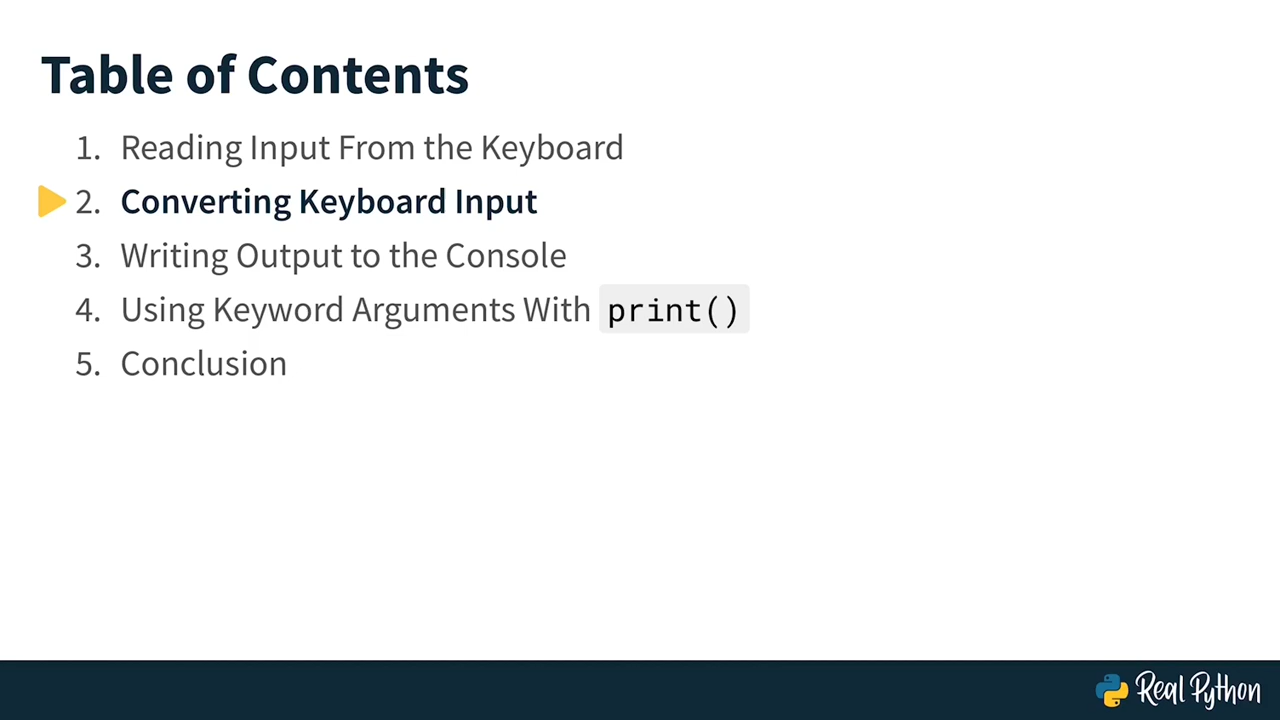 Table of Contents
1. Reading Input From the Keyboard
2. Converting Keyboard Input
3. Writing Output to the Console
4. Using Keyword Arguments With print()
5. Conclusion
Real Python